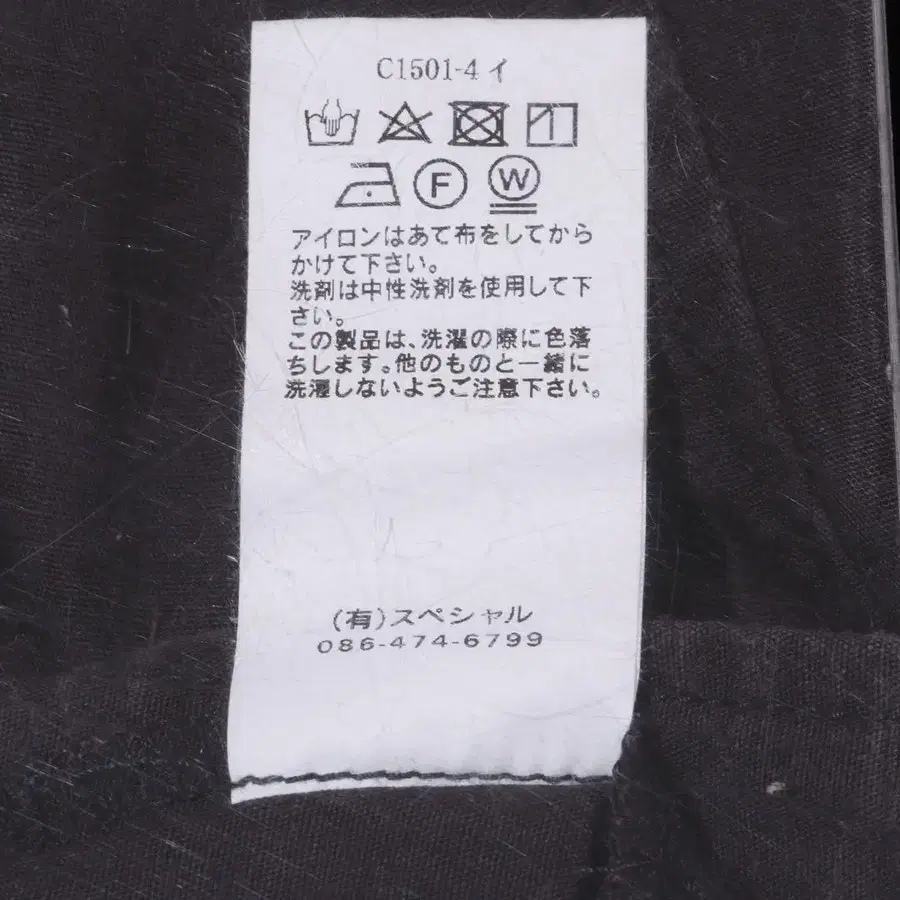 C1501-4 イ
F W
アイロンはあて布をしてから
かけて下さい。
洗剤は中性洗剤を使用して下
さい。
この製品は、洗濯の際に色落
ちします。他のものと一緒に
洗濯しないようご注意下さい。
(有)スペシャル
086-474-6799